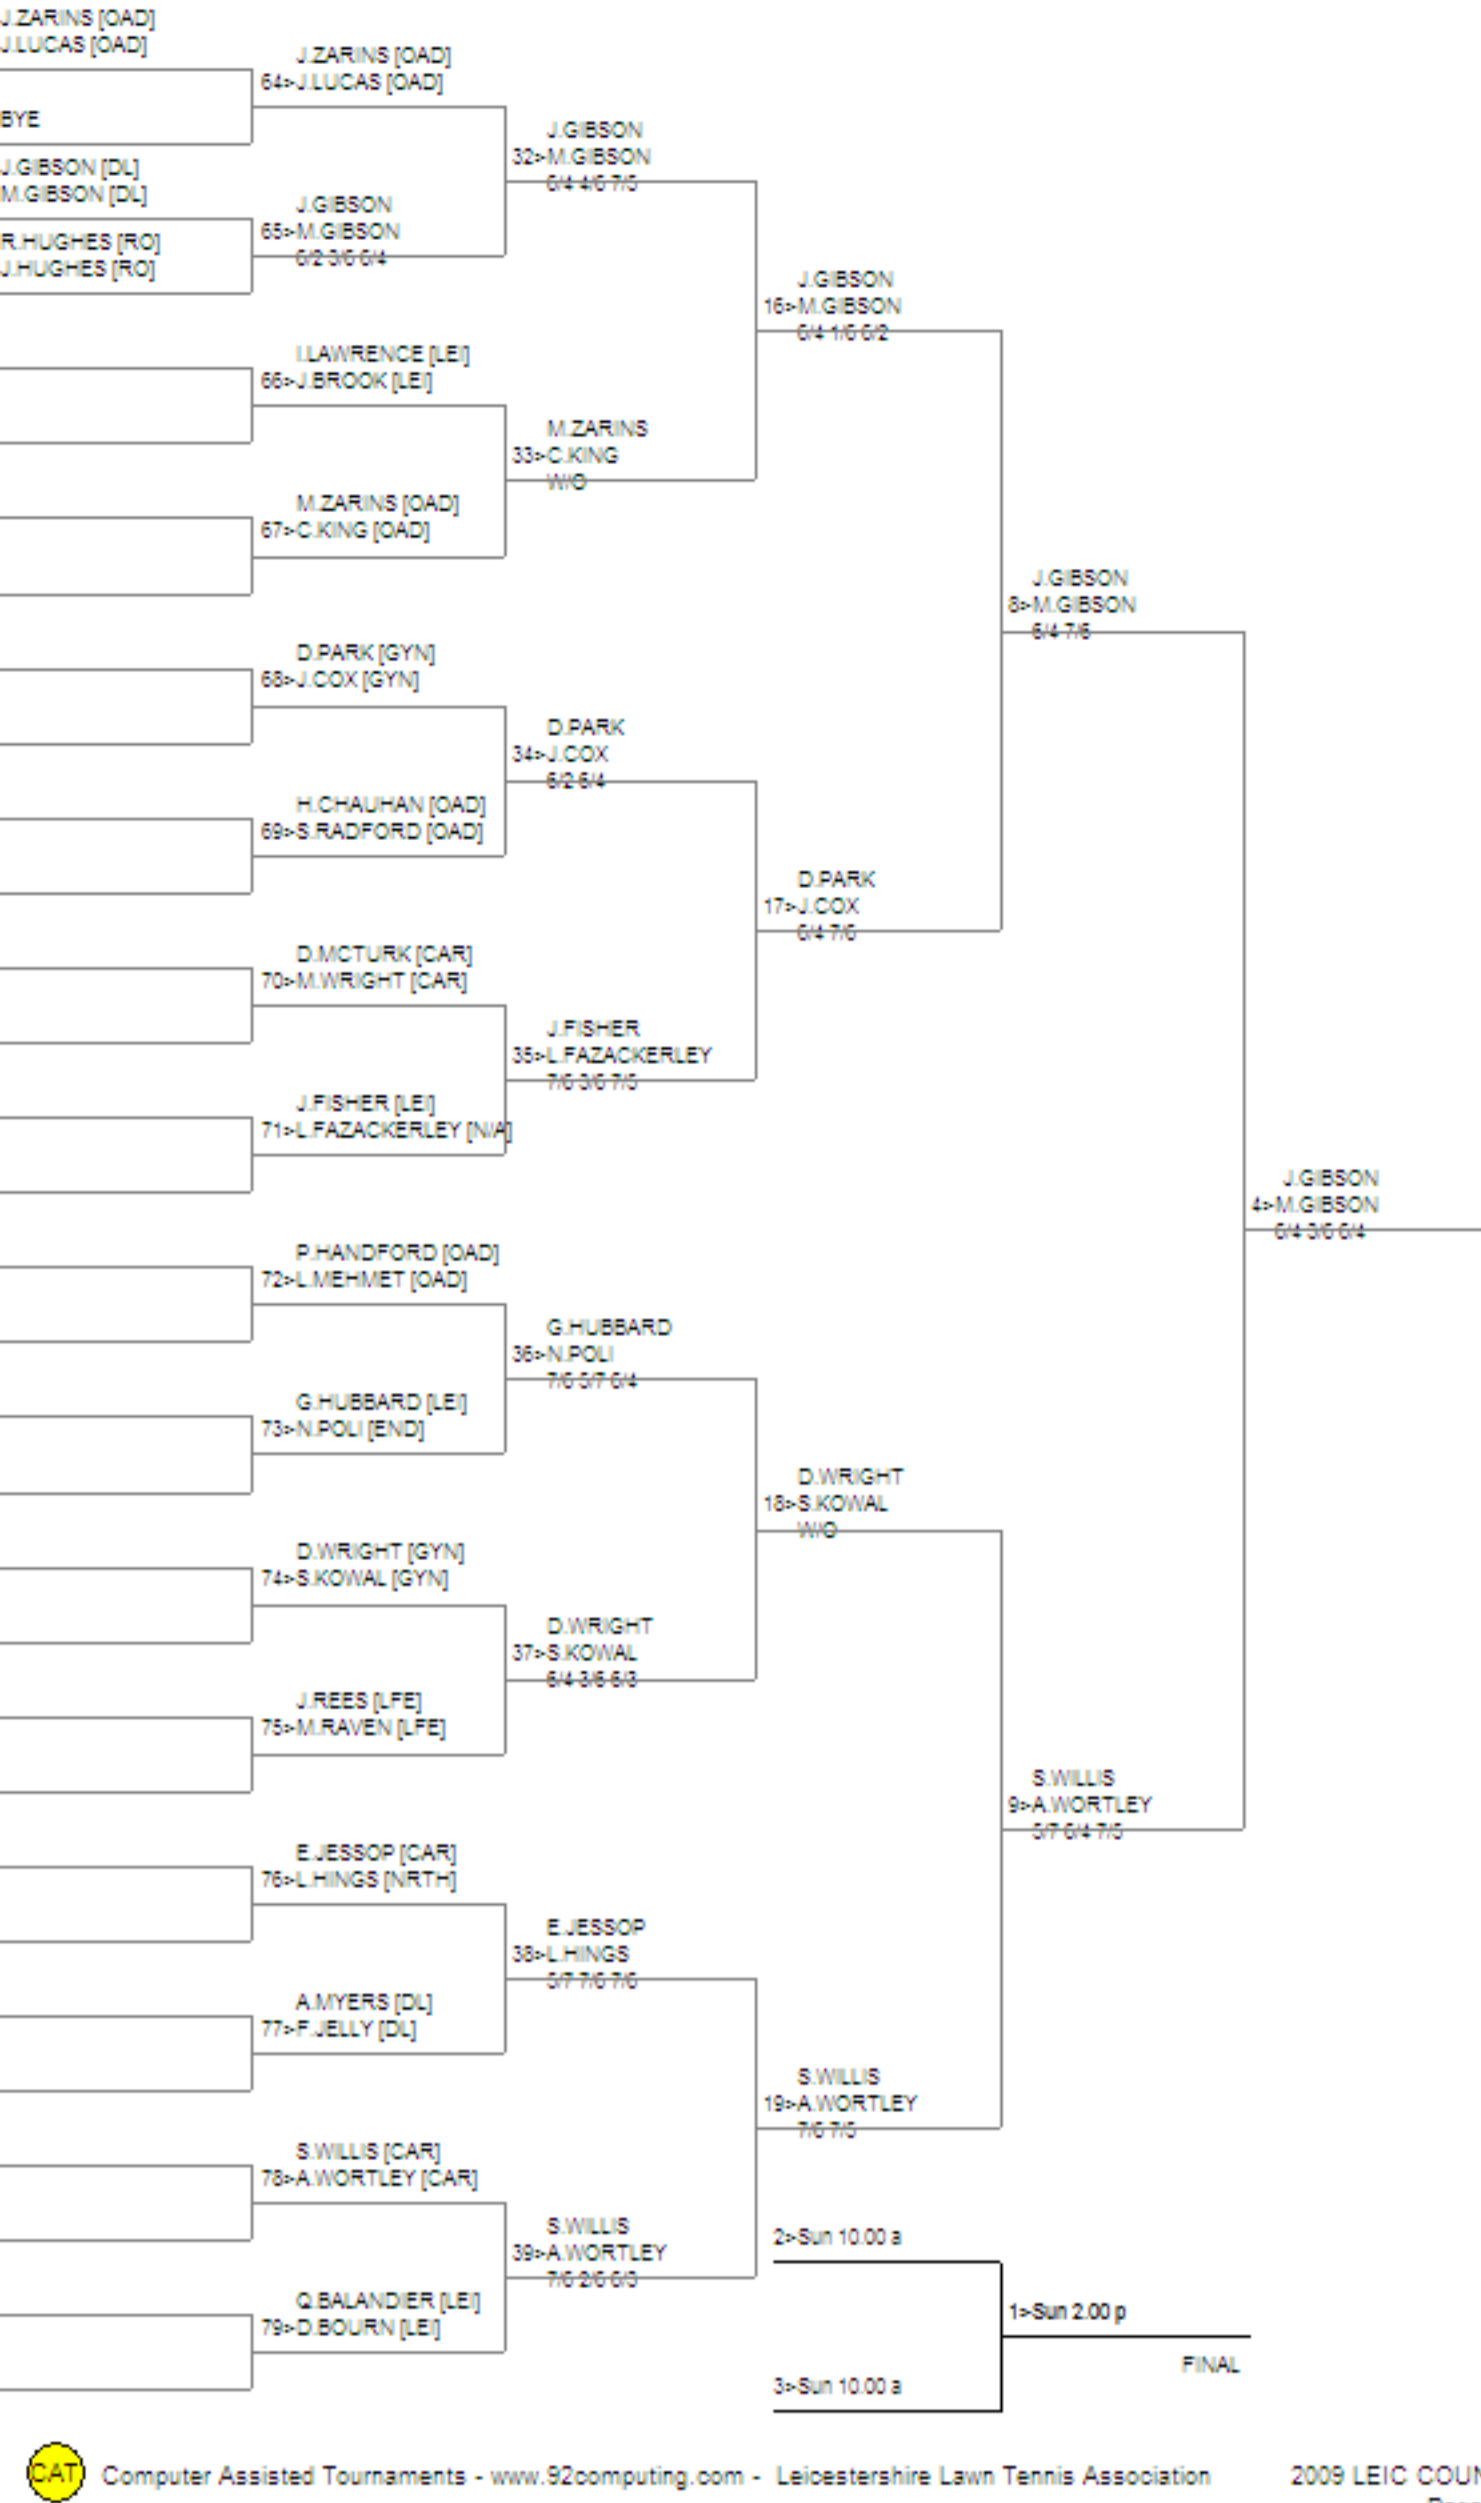 J.ZARINS [OAD]
J.LUCAS [OAD]
BYE
J.GIBSON [DL]
M.GIBSON [DL]
R.HUGHES [RO]
J.HUGHES [RO]
J.ZARINS [OAD]
64>J.LUCAS [OAD]
J.GIBSON
65>M.GIBSON
6/2 3/6 6/4
I.LAWRENCE [LEI]
66>J.BROOK [LEI]
M.ZARINS [OAD]
67>C.KING [OAD]
D.PARK [GYN]
68>J.COX [GYN]
H.CHAUHAN [OAD]
69>S.RADFORD [OAD]
D.MCTURK [CAR]
70>M.WRIGHT [CAR]
J.FISHER [LEI]
71>L.FAZACKERLEY [N/A]
P.HANDFORD [OAD]
72>L.MEHMET [OAD]
G.HUBBARD [LEI]
73>N.POLI [END]
D.WRIGHT [GYN]
74>S.KOWAL [GYN]
J.REES [LFE]
75>M.RAVEN [LFE]
E.JESSOP [CAR]
76>L.HINGS [NRTH]
A.MYERS [DL]
77>F.JELLY [DL]
S.WILLIS [CAR]
78>A.WORTLEY [CAR]
Q.BALANDIER [LEI]
79>D.BOURN [LEI]
J.GIBSON
32>M.GIBSON
6/4 4/6 7/5
M.ZARINS
33>C.KING
W/O
D.PARK
34>J.COX
6/2 6/4
J.FISHER
35>L.FAZACKERLEY
7/6 3/6 7/5
G.HUBBARD
36>N.POLI
7/6 5/7 6/4
D.WRIGHT
37>S.KOWAL
6/4 3/6 6/3
E.JESSOP
38>L.HINGS
5/7 7/6 7/6
S.WILLIS
39>A.WORTLEY
7/6 2/6 6/3
J.GIBSON
16>M.GIBSON
6/4 1/6 6/2
D.PARK
17>J.COX
6/4 7/6
D.WRIGHT
18>S.KOWAL
W/O
S.WILLIS
19>A.WORTLEY
7/6 7/5
J.GIBSON
8>M.GIBSON
6/4 7/6
S.WILLIS
9>A.WORTLEY
5/7 6/4 7/5
J.GIBSON
4>M.GIBSON
6/4 3/6 6/4
2>Sun 10.00 a
1>Sun 2.00 p
FINAL
3>Sun 10.00 a
CAT
Computer Assisted Tournaments - www.92computing.com - Leicestershire Lawn Tennis Association
2009 LEIC COUN